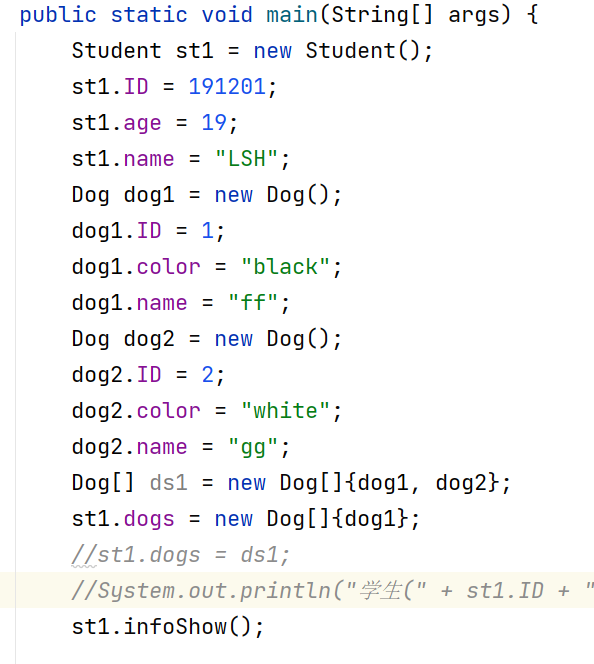 public static void main(String[] args) {
Student st1 = new Student();
st1.ID = 191201;
st1.age = 19;
st1.name = "LSH";
Dog dog1 = new Dog();
dog1.ID = 1;
dog1.color = "black";
dog1.name = "ff";
Dog dog2 = new Dog();
dog2.ID = 2;
dog2.color = "white";
dog2.name = "gg";
Dog[] ds1 = new Dog[]{dog1, dog2};
st1.dogs = new Dog[]{dog1};
//st1.dogs = ds1;
//System.out.println("学生(" + st1.ID + "
st1.infoShow();